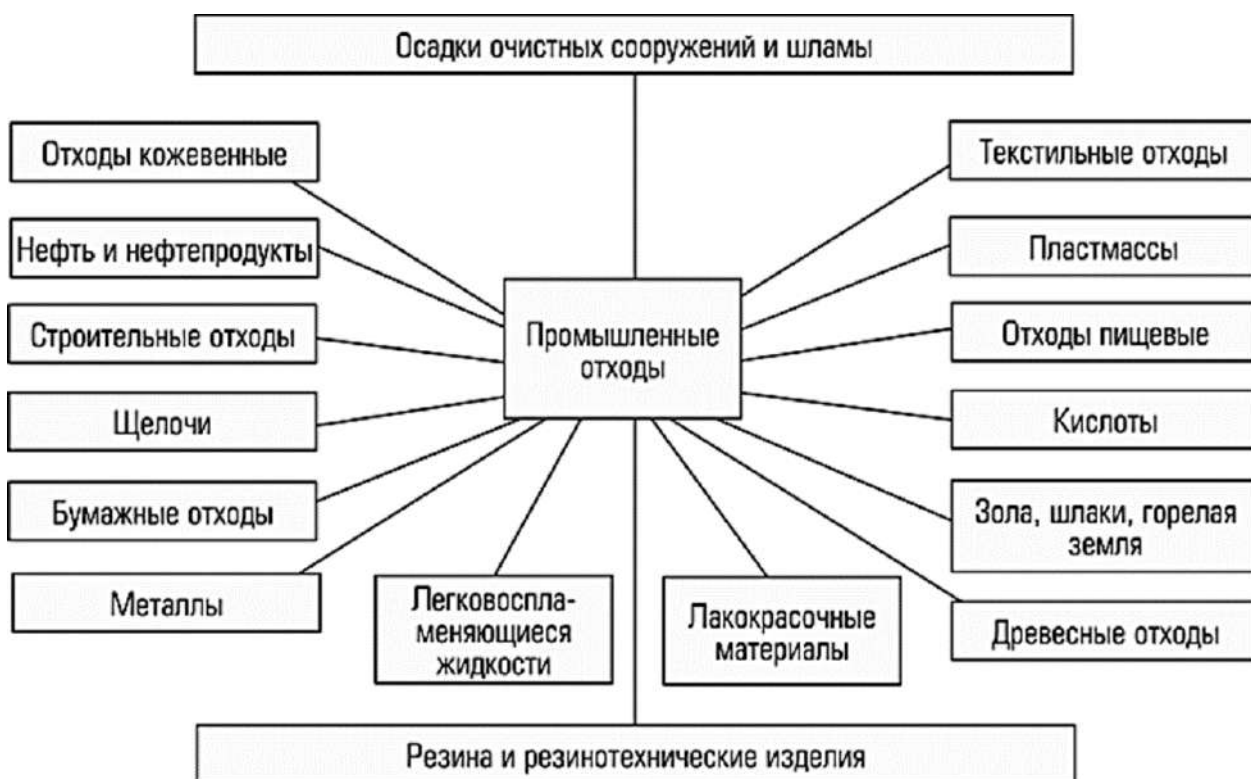 Осадки очистных сооружений и шламы
Отходы кожевенные
Текстильные отходы
Нефть и нефтепродукты
Пластмассы
Промышленные
отходы
Строительные отходы
Отходы пищевые
Щелочи
Кислоты
Бумажные отходы
Зола, шлаки, горелая
земля
Металлы
Легковоспла-
меняющиеся
жидкости
Лакокрасочные
материалы
Древесные отходы
Резина и резинотехнические изделия